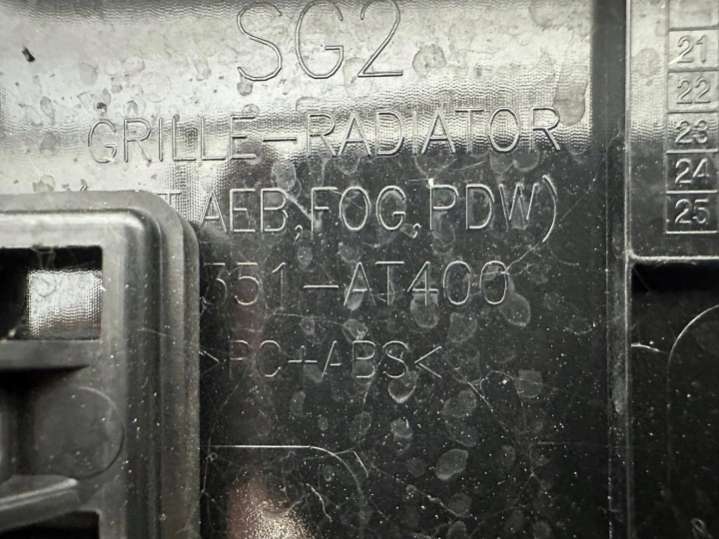 SG2
GRILLE-RADIATOR
T,AEB,FOG,PDW)
351-AT400
>PC+ABS<
21
22
23
24
25